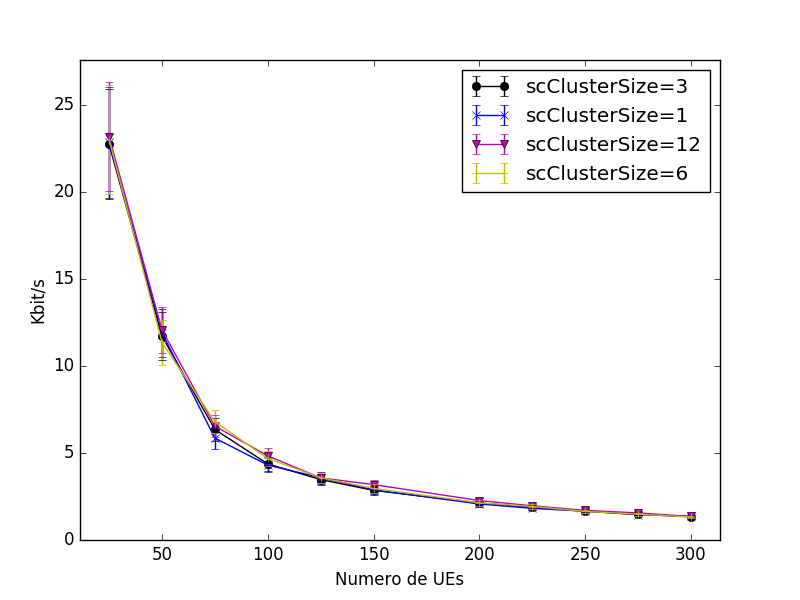 scClusterSize=3
scClusterSize=1
scClusterSize=12
scClusterSize=6
Kbit/s
25
20
15
10
5
0
50 100 150 200 250 300
Numero de UEs